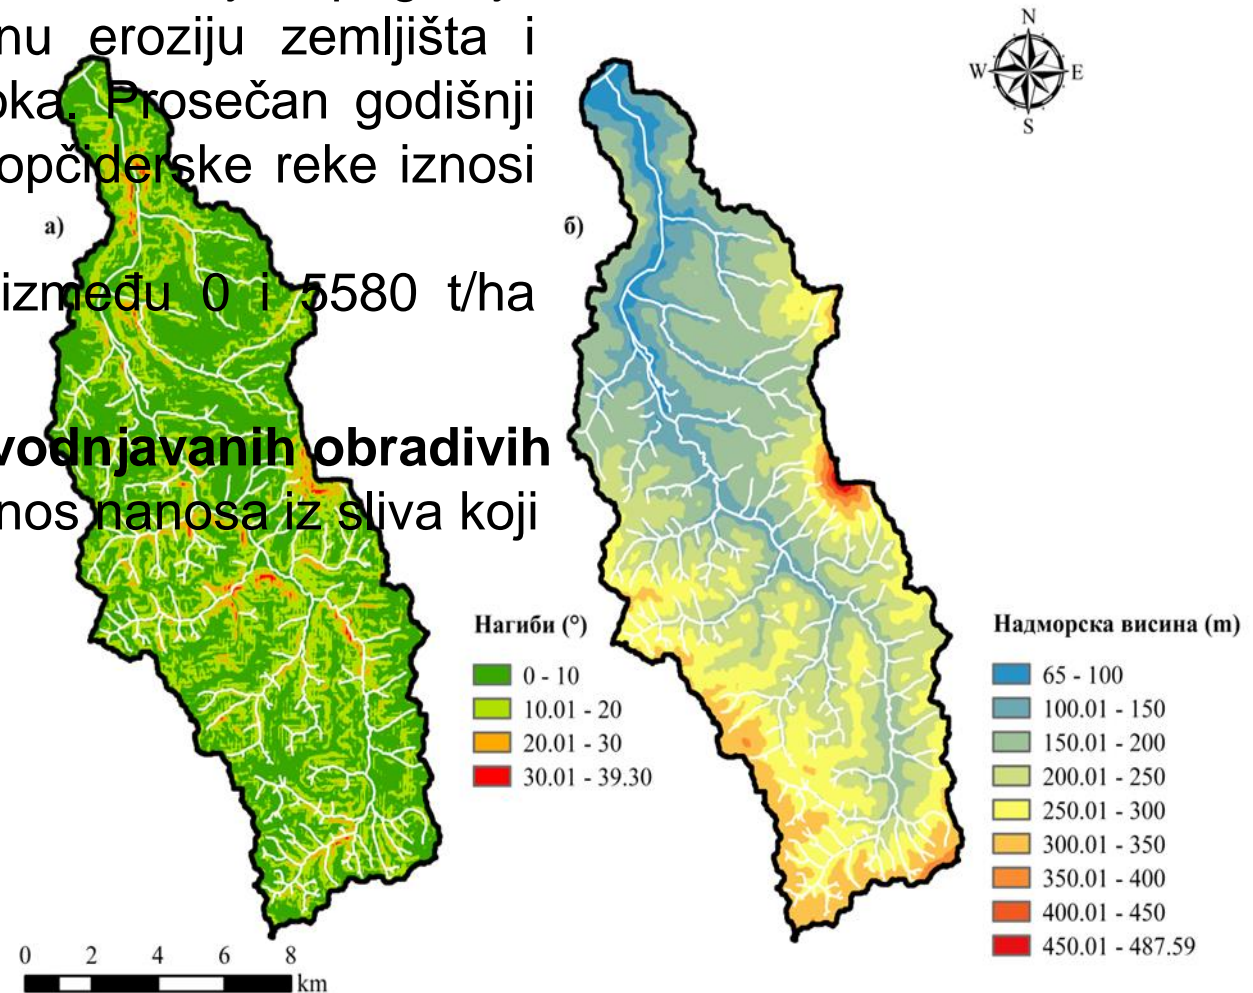 nu eroziju zemljišta i
oka. Prosečan godišnji
opčiderske reke iznosi
između 0 i 5580 t/ha
vodnjavanih obradivih
nos nanosa iz sliva koji
N
W E
S
а)
б)
Нагиби (°)
0 - 10
10.01 - 20
20.01 - 30
30.01 - 39.30
Надморска висина (m)
65 - 100
100.01 - 150
150.01 - 200
200.01 - 250
250.01 - 300
300.01 - 350
350.01 - 400
400.01 - 450
450.01 - 487.59
0 2 4 6 8
km